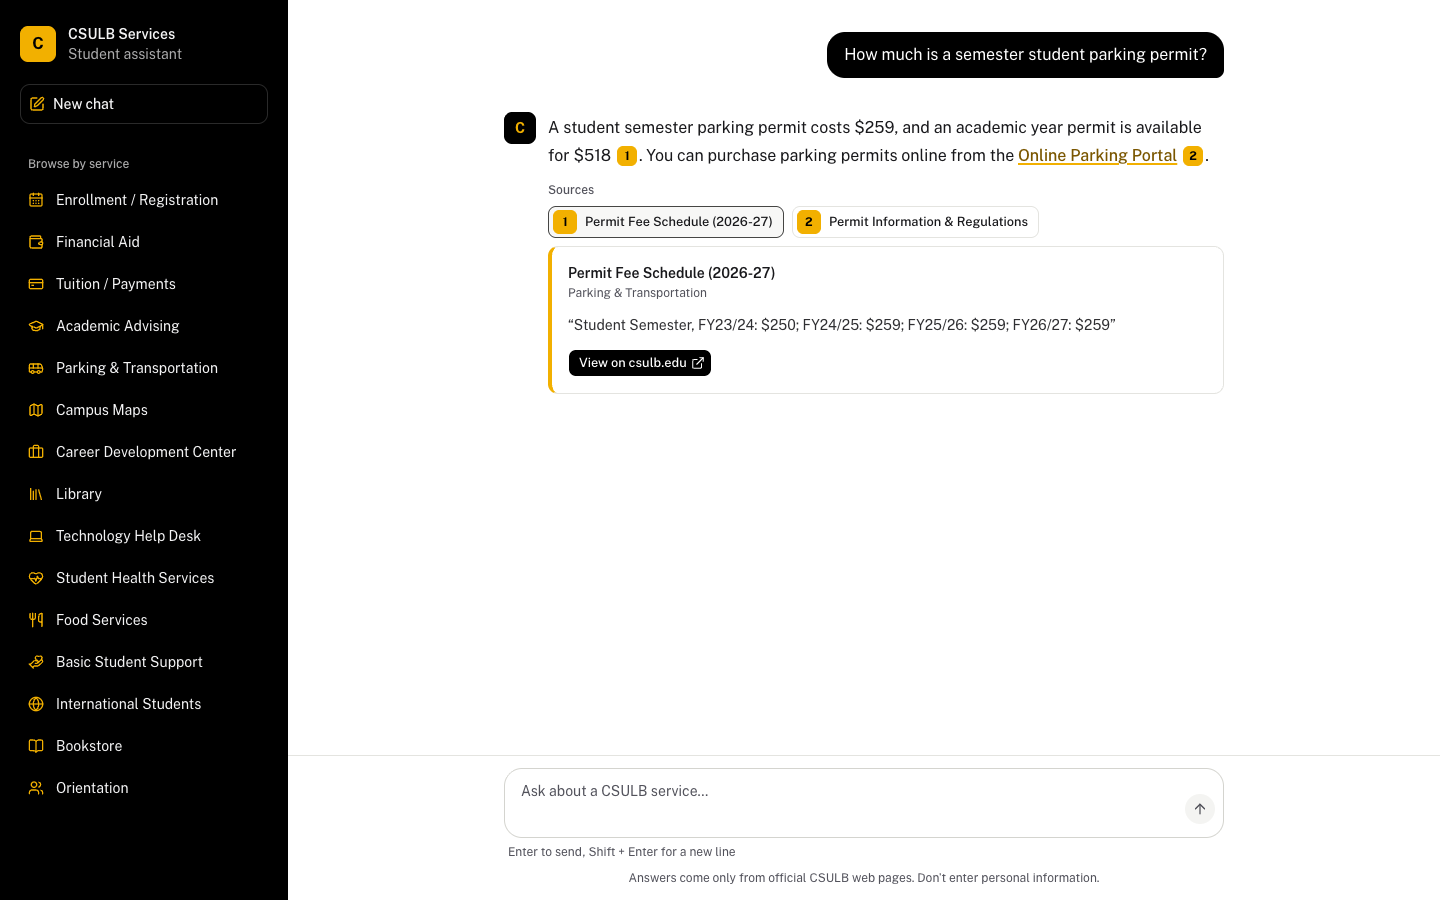 C
CSULB Services
Student assistant
New chat
Browse by service
Enrollment / Registration
Financial Aid
Tuition / Payments
Academic Advising
Parking & Transportation
Campus Maps
Career Development Center
Library
Technology Help Desk
Student Health Services
Food Services
Basic Student Support
International Students
Bookstore
Orientation
How much is a semester student parking permit?
C
A student semester parking permit costs $259, and an academic year permit is available
for $518 1. You can purchase parking permits online from the Online Parking Portal 2.
Sources
1 Permit Fee Schedule (2026-27)
2 Permit Information & Regulations
Permit Fee Schedule (2026-27)
Parking & Transportation
“Student Semester, FY23/24: $250; FY24/25: $259; FY25/26: $259; FY26/27: $259”
View on csulb.edu
Ask about a CSULB service...
Enter to send, Shift + Enter for a new line
Answers come only from official CSULB web pages. Don't enter personal information.